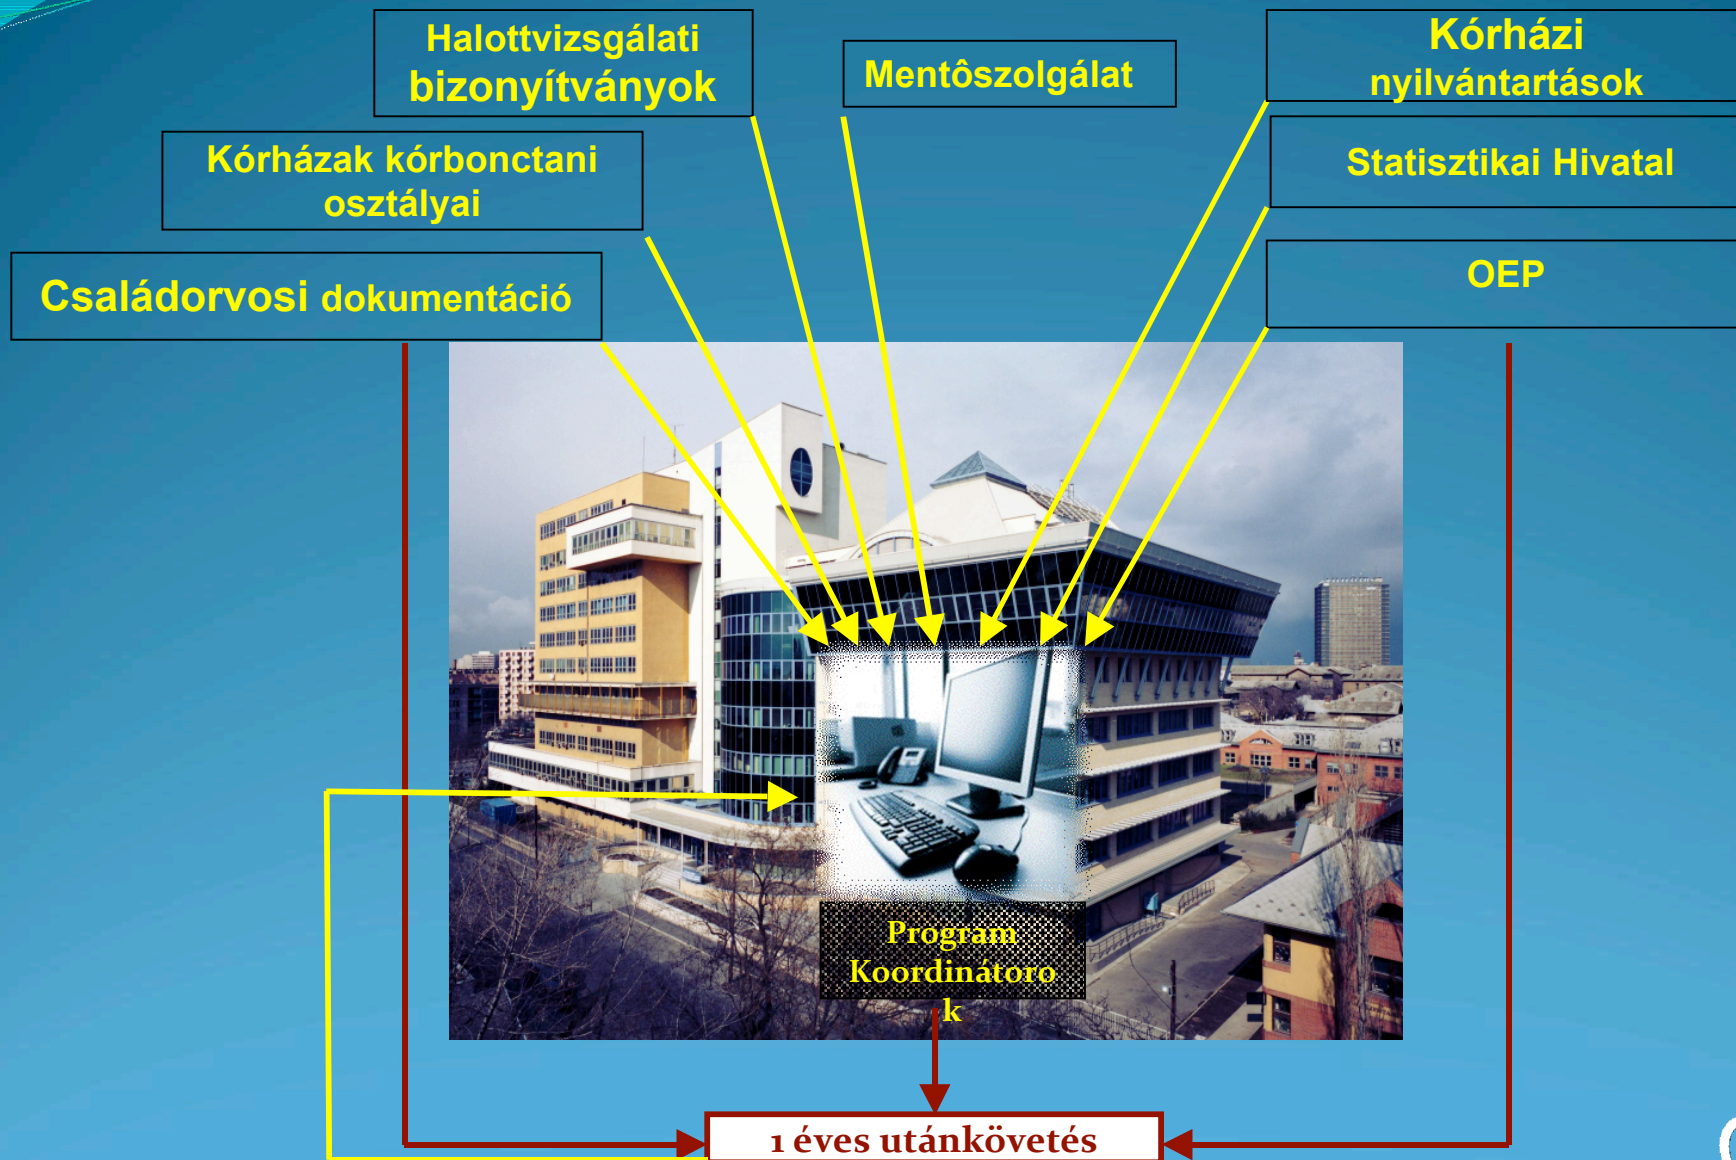 Halottvizsgálati
bizonyítványok
Mentôszolgálat
Kórházi
nyilvántartások
Kórházak kórbonctani
osztályai
Statisztikai Hivatal
Családorvosi dokumentáció
OEP
Program
Koordinátoro
k
1 éves utánkövetés